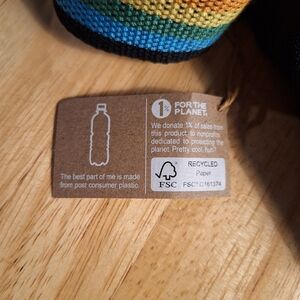 1%
FOR THE
PLANET.
We donate 1% of sales from
this product, to nonprofits
dedicated to protecting the
planet. Pretty cool, huh?
The best part of me is made
from post consumer plastic.
RECYCLED
Paper
FSC